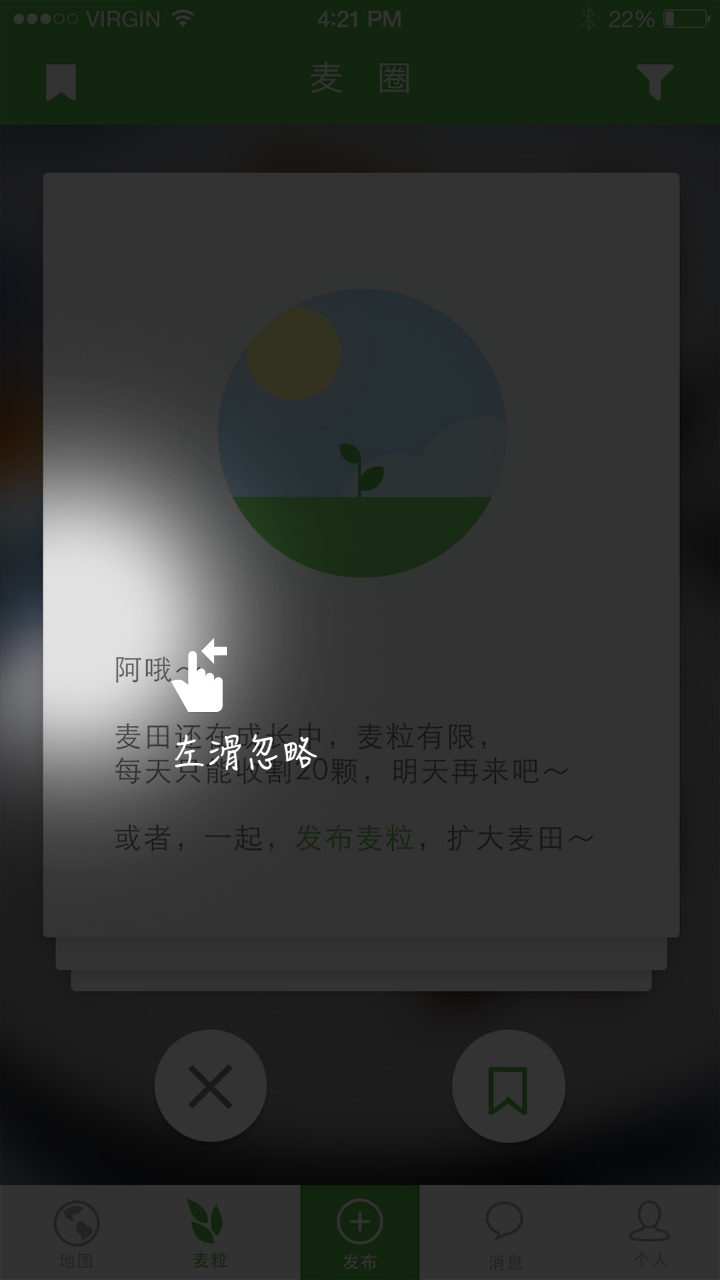 VIRGIN 4:21 PM 22%
麦 圈
阿哦~
麦田还在成长中，麦粒有限，
左滑忽略
每天只能收割20颗，明天再来吧～
或者，一起，发布麦粒，扩大麦田～
地图 麦粒 发布 消息 个人